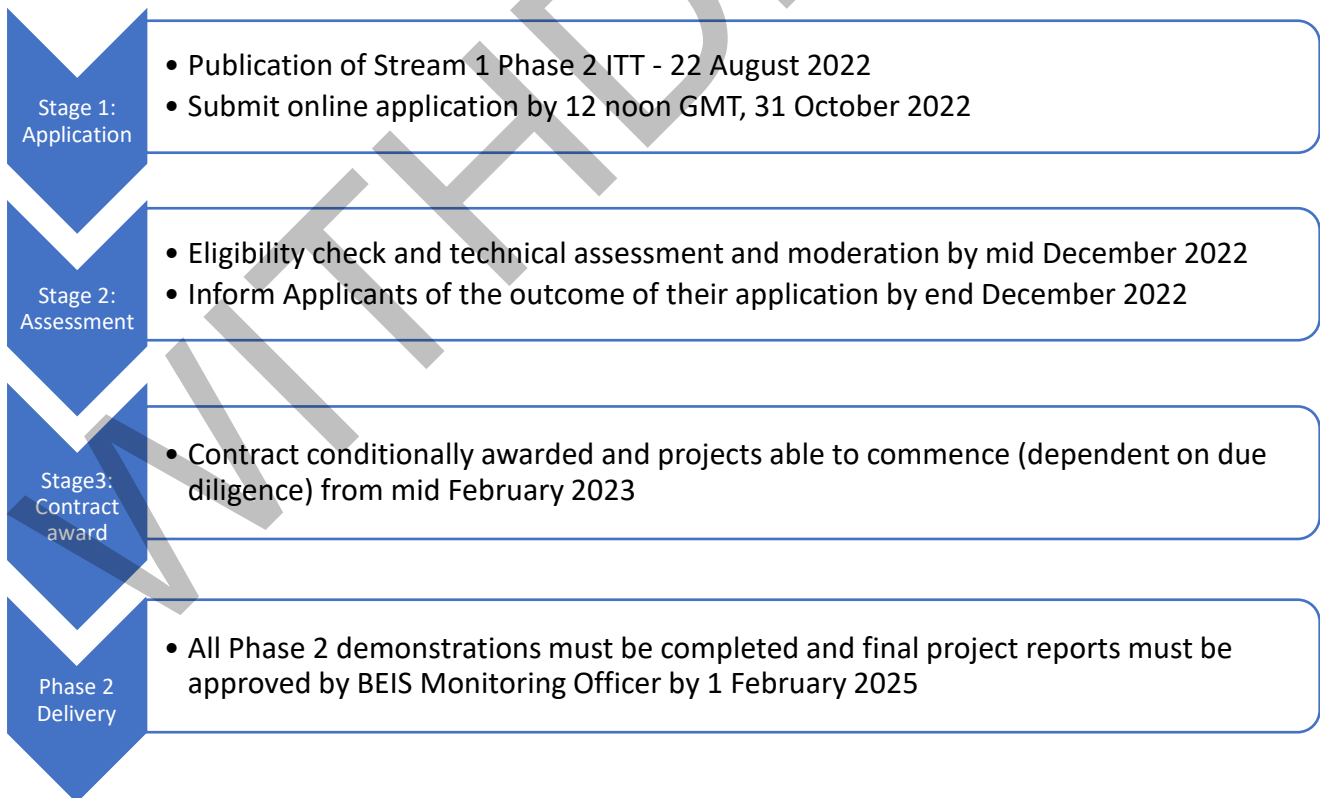 Stage 1:
Application
• Publication of Stream 1 Phase 2 ITT - 22 August 2022
• Submit online application by 12 noon GMT, 31 October 2022
Stage 2:
Assessment
• Eligibility check and technical assessment and moderation by mid December 2022
• Inform Applicants of the outcome of their application by end December 2022
Stage3:
Contract
award
• Contract conditionally awarded and projects able to commence (dependent on due
diligence) from mid February 2023
Phase 2
Delivery
• All Phase 2 demonstrations must be completed and final project reports must be
approved by BEIS Monitoring Officer by 1 February 2025